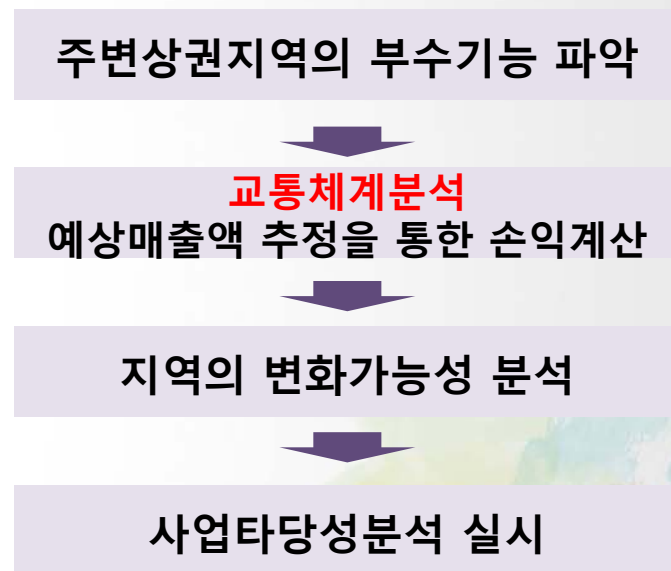 주변상권지역의 부수기능 파악
교통체계분석
예상매출액 추정을 통한 손익계산
지역의 변화가능성 분석
사업타당성분석 실시